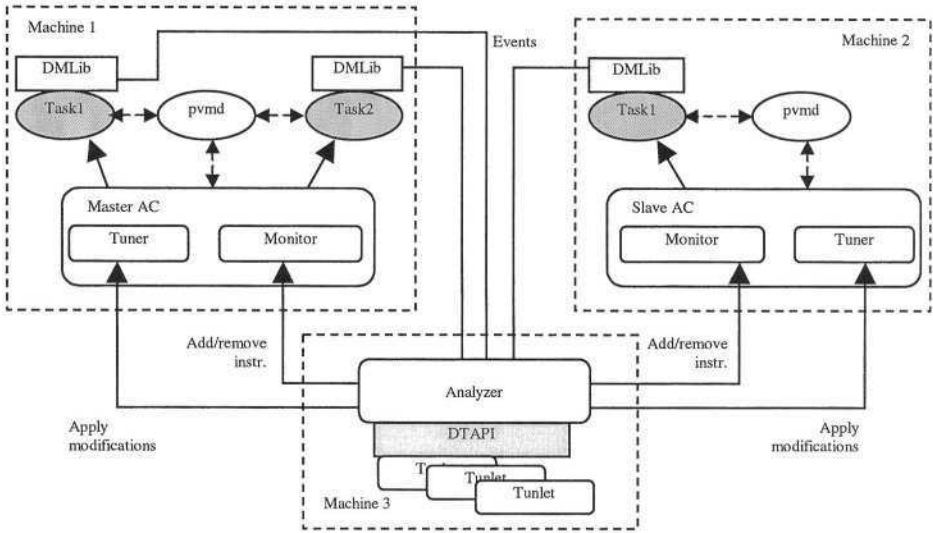 Machine 1
Events
Machine 2
DMLib
DMLib
DMLib
Task1
pvmd
Task2
Task1
pvmd
Master AC
Slave AC
Tuner
Monitor
Monitor
Tuner
Add/remove
instr.
Add/remove
instr.
Analyzer
Apply
modifications
DTAPI
Apply
modifications
Tunlet
Tunlet
Machine 3